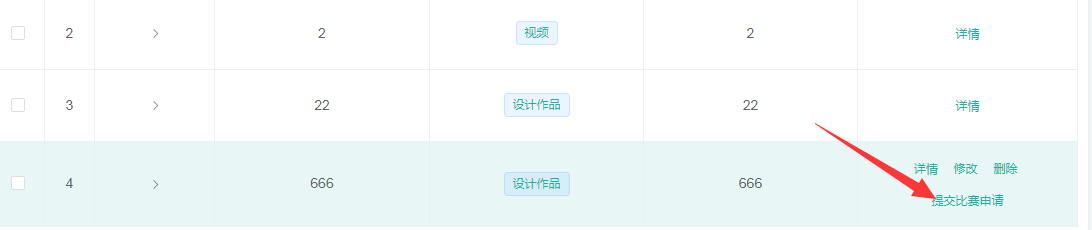 2 2 视频 2 详情
3 22 设计作品 22 详情
4 666 设计作品 666 详情 修改 删除
提交比赛申请